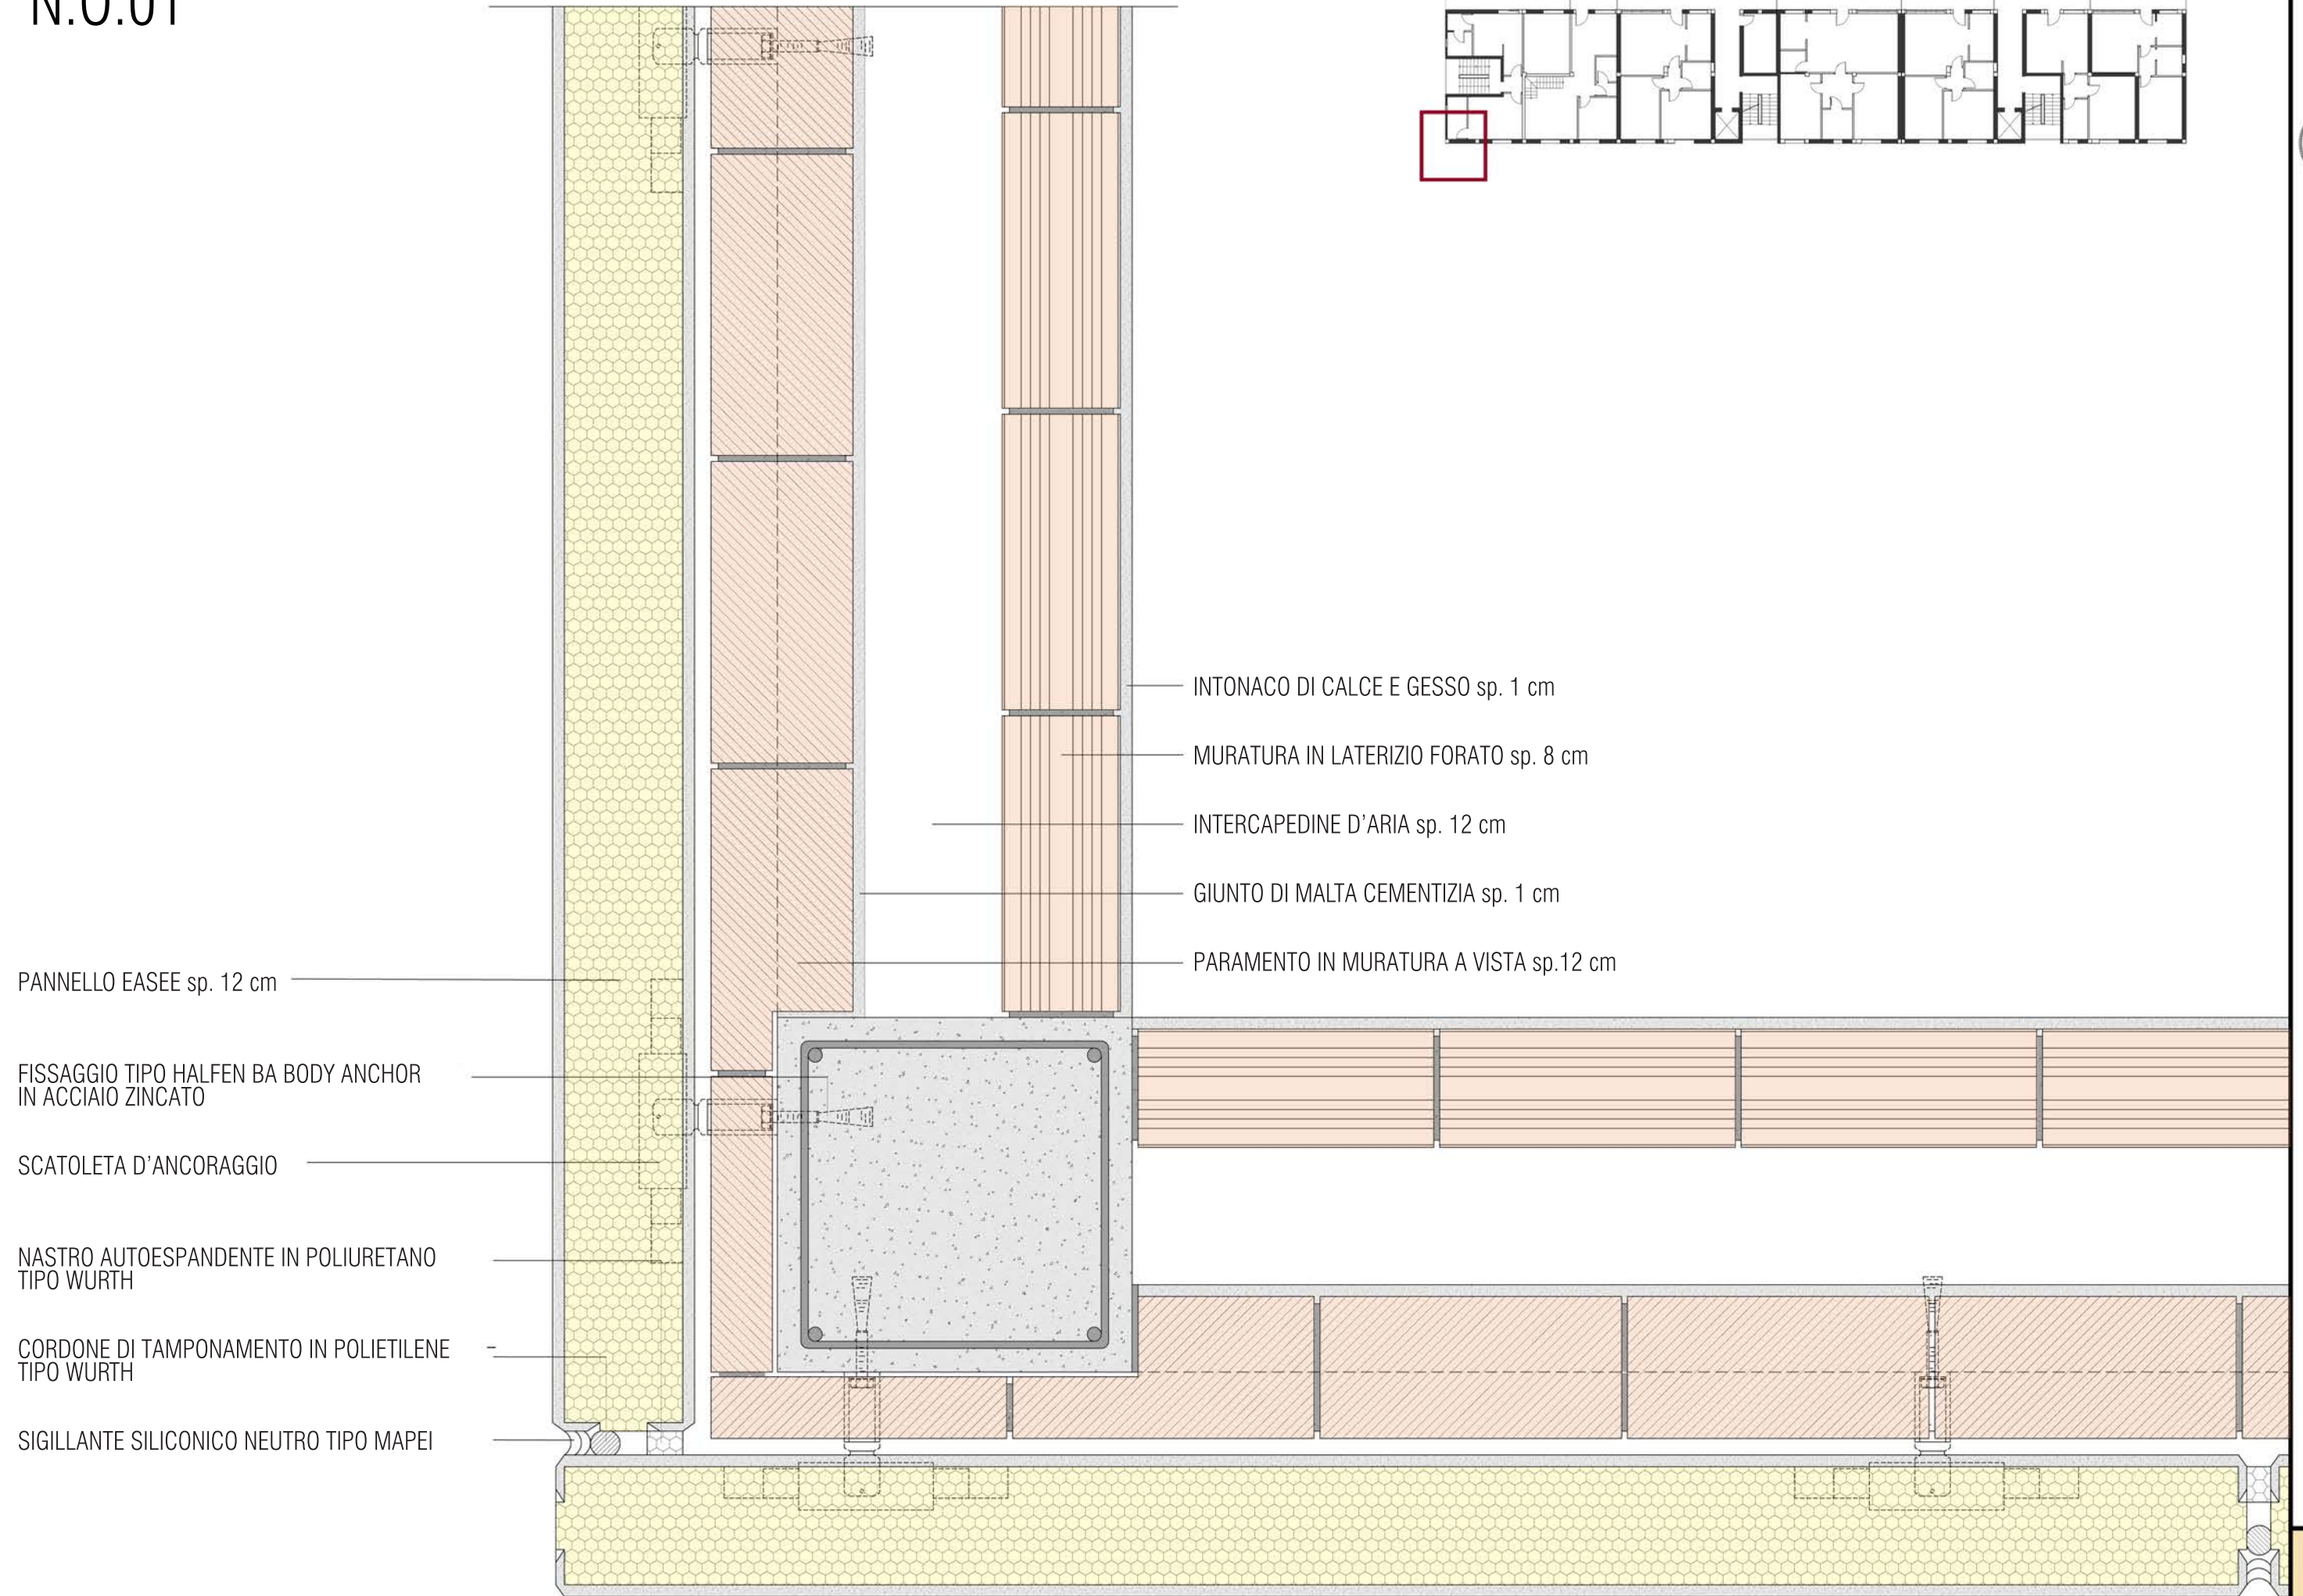 N.O.01
INTONACO DI CALCE E GESSO sp. 1 cm
MURATURA IN LATERIZIO FORATO sp. 8 cm
INTERCAPEDINE D'ARIA sp. 12 cm
GIUNTO DI MALTA CEMENTIZIA sp. 1 cm
PARAMENTO IN MURATURA A VISTA sp.12 cm
PANNELLO EASEE sp. 12 cm
FISSAGGIO TIPO HALFEN BA BODY ANCHOR
IN ACCIAIO ZINCATO
SCATOLETA D'ANCORAGGIO
NASTRO AUTOESPANDENTE IN POLIURETANO
TIPO WURTH
CORDONE DI TAMPONAMENTO IN POLIETILENE
TIPO WURTH
SIGILLANTE SILICONICO NEUTRO TIPO MAPEI